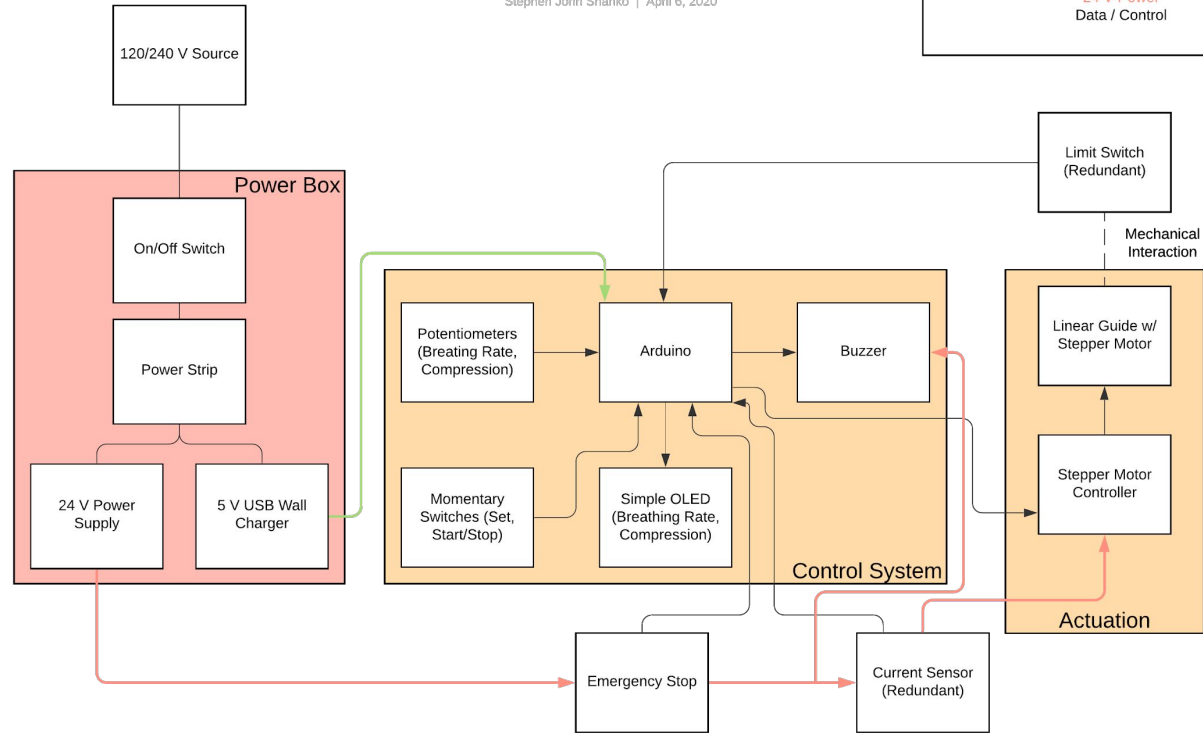 Stephen John Shanko | April 6, 2020
24 V Power
Data / Control
120/240 V Source
Power Box
On/Off Switch
Power Strip
24 V Power
Supply
5 V USB Wall
Charger
Limit Switch
(Redundant)
Mechanical
Interaction
Potentiometers
(Breating Rate,
Compression)
Arduino
Buzzer
Linear Guide w/
Stepper Motor
Momentary
Switches (Set,
Start/Stop)
Simple OLED
(Breathing Rate,
Compression)
Stepper Motor
Controller
Control System
Actuation
Emergency Stop
Current Sensor
(Redundant)